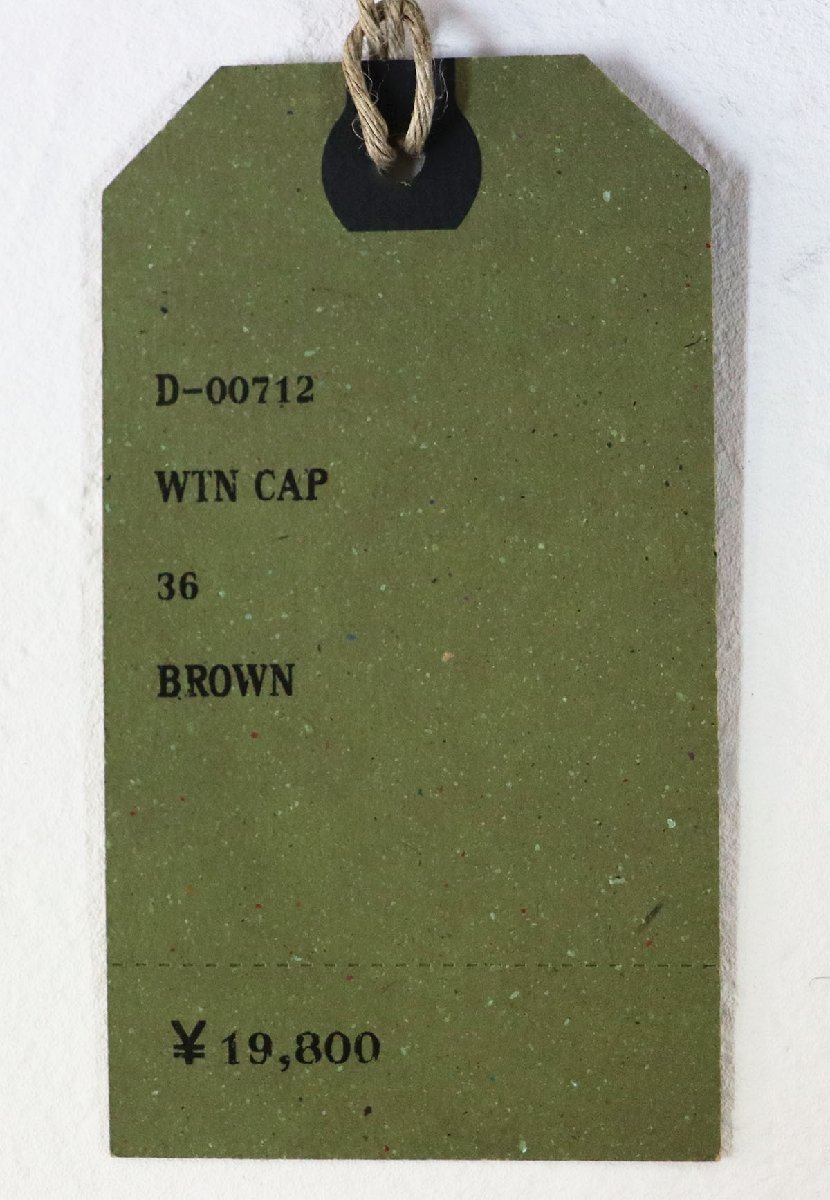 D-00712
WTN CAP
36
BROWN
¥19,800